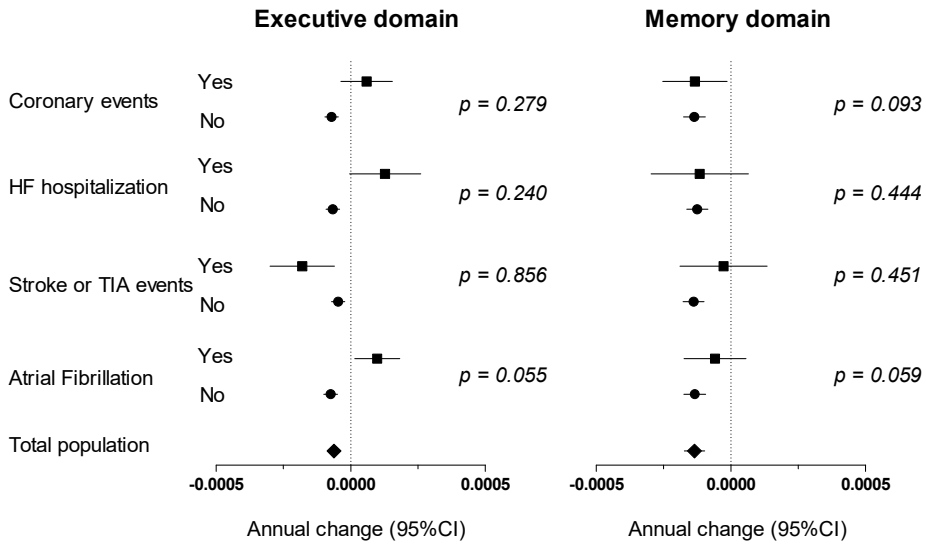 Executive domain Memory domain
Yes
Coronary events p = 0.279 p = 0.093
No
Yes
HF hospitalization p = 0.240 p = 0.444
No
Yes
Stroke or TIA events p = 0.856 p = 0.451
No
Yes
Atrial Fibrillation p = 0.055 p = 0.059
No
Total population
-0.0005 0.0000 0.0005 -0.0005 0.0000 0.0005
Annual change (95%CI) Annual change (95%CI)